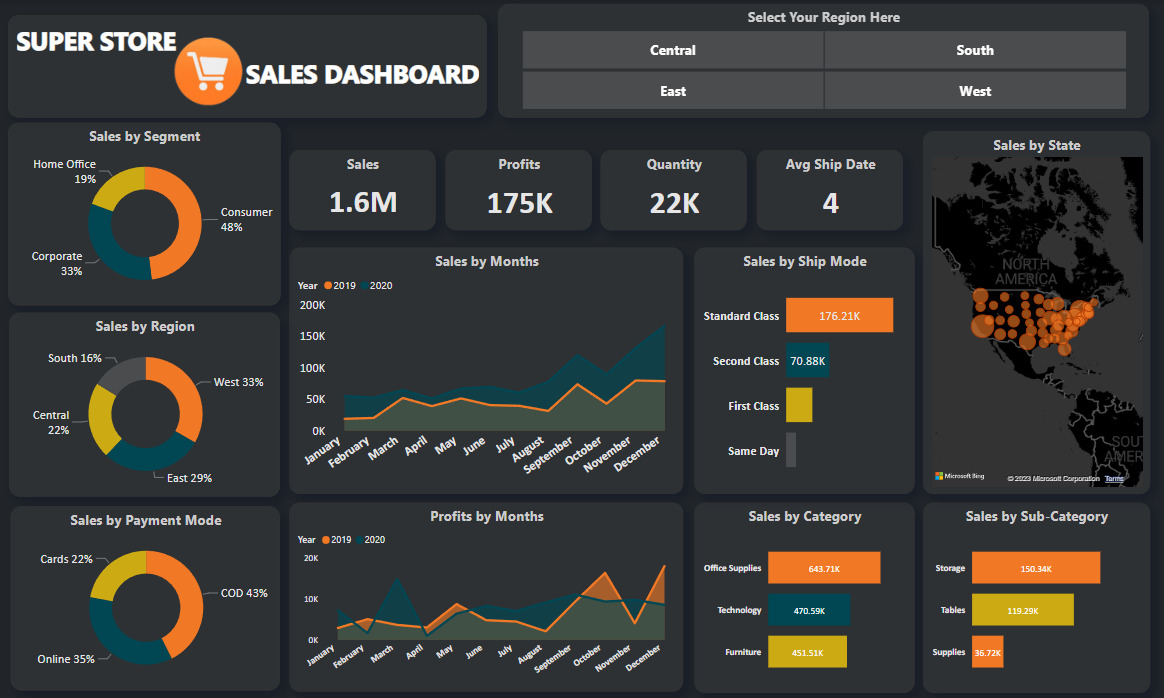 SUPER STORE
SALES DASHBOARD
Select Your Region Here
Central
South
East
West
Sales by Segment
Home Office
19%
Consumer
48%
Corporate
33%
Sales
1.6M
Profits
175K
Quantity
22K
Avg Ship Date
4
Sales by State
NORTH
AMERICA
SOU
AMER
Microsoft Bing
© 2023 Microsoft Corporation Terms
Sales by Months
Year 2019 2020
200K
150K
100K
50K
0K
January
February
March
April
May
June
July
August
September
October
November
December
Sales by Ship Mode
Standard Class
176.21K
Second Class
70.88K
First Class
Same Day
Sales by Region
South 16%
West 33%
Central
22%
East 29%
Sales by Payment Mode
Cards 22%
COD 43%
Online 35%
Profits by Months
Year 2019 2020
20K
10K
0K
January
February
March
April
May
June
July
August
September
October
November
December
Sales by Category
Office Supplies
643.71K
Technology
470.59K
Furniture
451.51K
Sales by Sub-Category
Storage
150.34K
Tables
119.29K
Supplies
36.72K